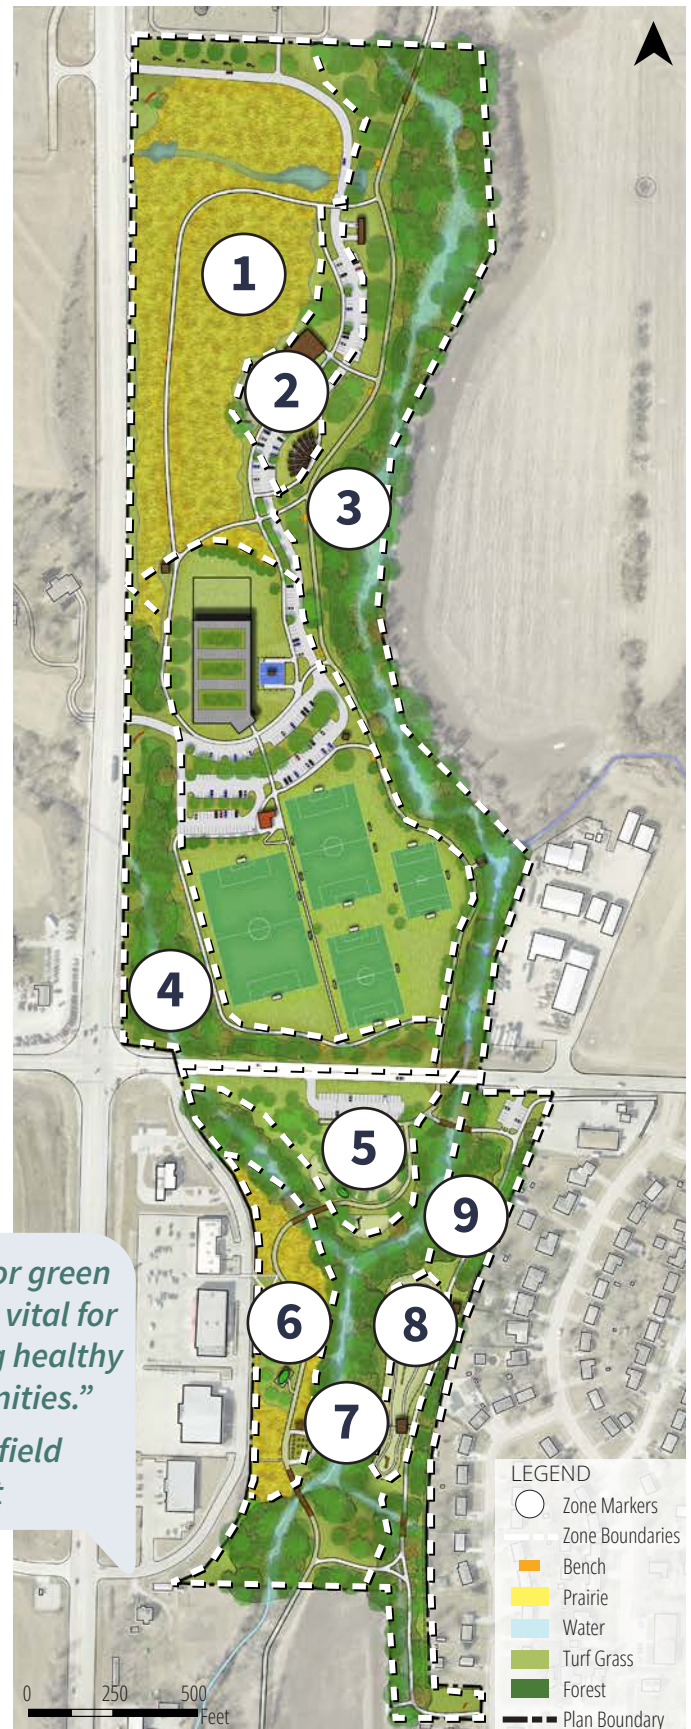 1
2
3
4
5
9
6
8
7
or green
vital for
g healthy
nities.”
field
t
LEGEND
Zone Markers
Zone Boundaries
Bench
Prairie
Water
Turf Grass
Forest
Plan Boundary
0 250 500
Feet